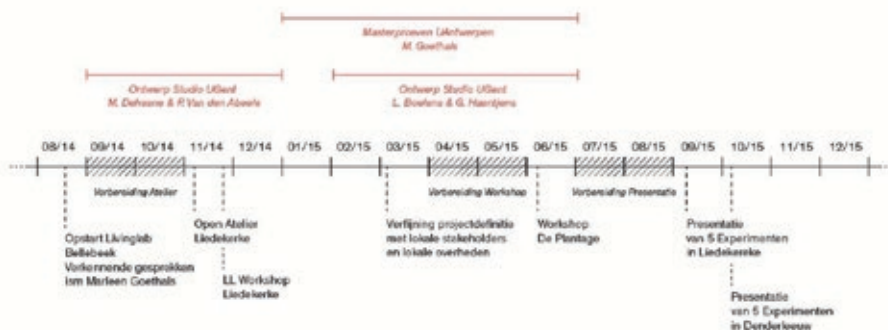 Masterproeven UAntwerpen
M. Goethals
Ontwerp Studio UGent
M. Dehaene & P. Van den Abeele
Ontwerp Studio UGent
L. Boelens & G. Haentjens
08/14 09/14 10/14 11/14 12/14 01/15 02/15 03/15 04/15 05/15 06/15 07/15 08/15 09/15 10/15 11/15 12/15
Voorbereiding Atelier
Voorbereiding Workshop
Voorbereiding Presentatie
Opstart Livinglab
Bellebeek
Verkennende gesprekken
ism Marleen Goethals
Open Atelier
Liedekerke
LL Workshop
Liedekerke
Verfijning projectdefinitie
met lokale stakeholders
en lokale overheden
Workshop
De Plantage
Presentatie
van 5 Experimenten
in Liedekereke
Presentatie
van 5 Experimenten
in Denderleeuw